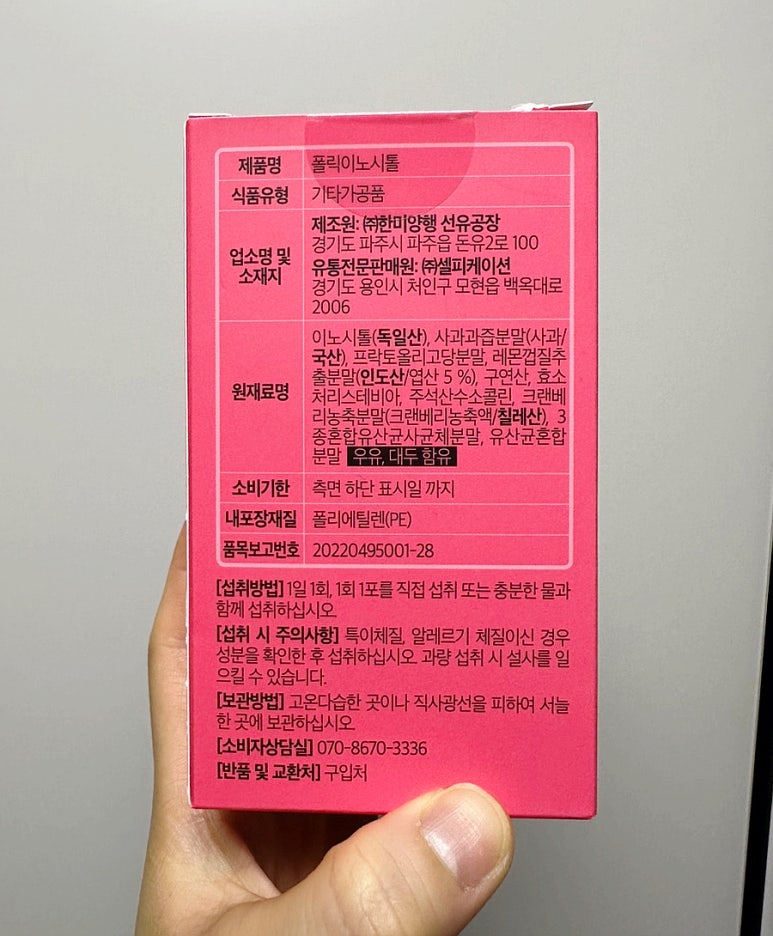 제품명 폴릭이노시톨
식품유형 기타가공품
업소명 및 소재지
제조원: ㈜한미양행 선유공장
경기도 파주시 파주읍 돈유2로 100
유통전문판매원: ㈜셀피케이션
경기도 용인시 처인구 모현읍 백옥대로
2006
원재료명
이노시톨(독일산), 사과과즙분말(사과/
국산), 프락토올리고당분말, 레몬껍질추
출분말(인도산/엽산 5 %), 구연산, 효소
처리스테비아, 주석산수소콜린, 크랜베
리농축분말(크랜베리농축액/칠레산), 3
종혼합유산균사균체분말, 유산균혼합
분말 우유, 대두 함유
소비기한 측면 하단 표시일 까지
내포장재질 폴리에틸렌(PE)
품목보고번호 20220495001-28
[섭취방법] 1일 1회, 1회 1포를 직접 섭취 또는 충분한 물과
함께 섭취하십시오.
[섭취 시 주의사항] 특이체질, 알레르기 체질이신 경우
성분을 확인한 후 섭취하십시오. 과량 섭취 시 설사를 일
으킬 수 있습니다.
[보관방법] 고온다습한 곳이나 직사광선을 피하여 서늘
한 곳에 보관하십시오.
[소비자상담실] 070-8670-3336
[반품 및 교환처] 구입처